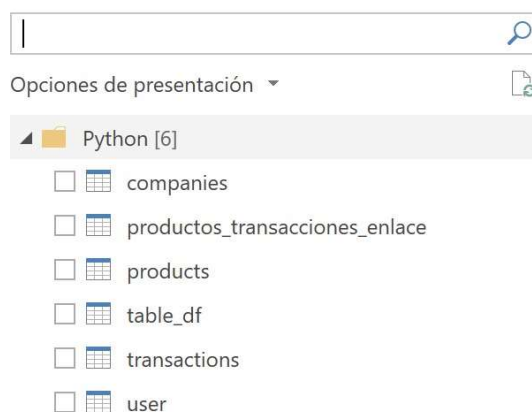 Opciones de presentación
Python [6]
companies
productos_transacciones_enlace
products
table_df
transactions
user